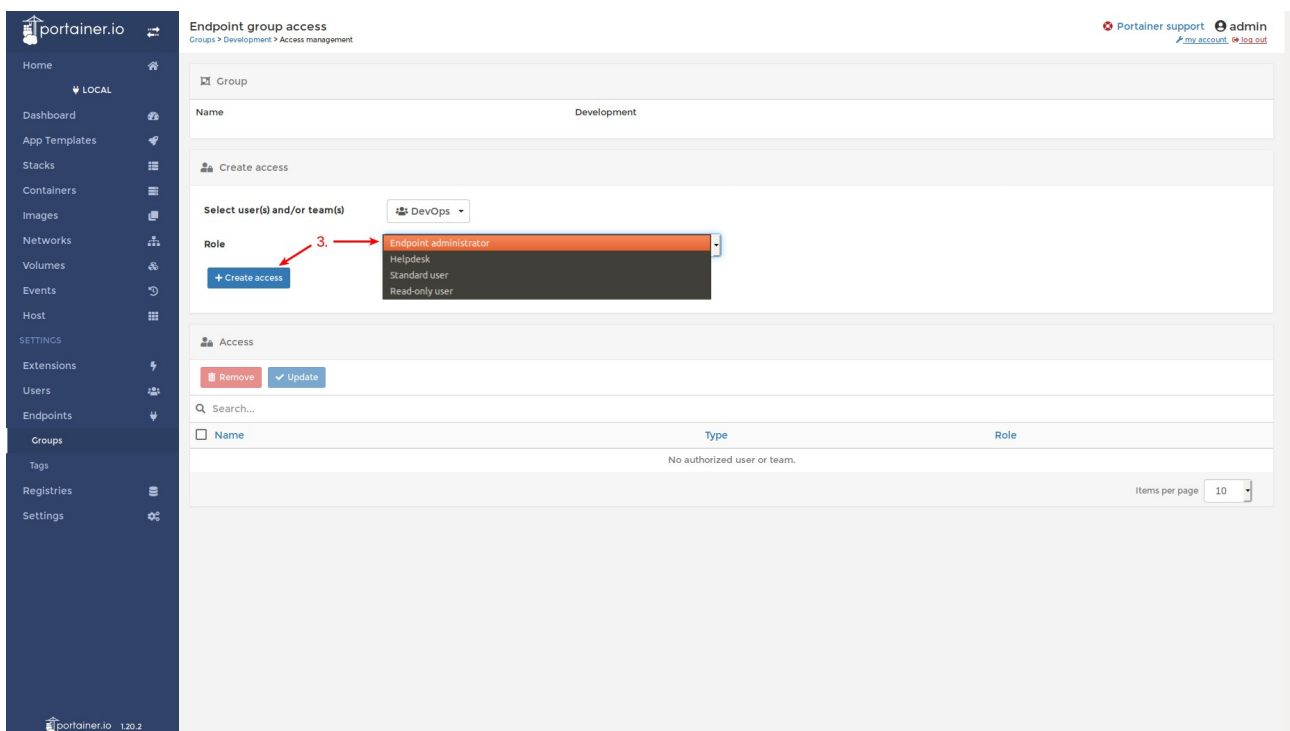 portainer.io
Home
LOCAL
Dashboard
App Templates
Stacks
Containers
Images
Networks
Volumes
Events
Host
SETTINGS
Extensions
Users
Endpoints
Groups
Tags
Registries
Settings
portainer.io 1.20.2
Endpoint group access
Groups > Development > Access management
Portainer support admin
my account log out
Group
Name Development
Create access
Select user(s) and/or team(s) DevOps
Role 3. Endpoint administrator
Helpdesk
Standard user
Read-only user
+ Create access
Access
Remove Update
Search...
Name Type Role
No authorized user or team.
Items per page 10